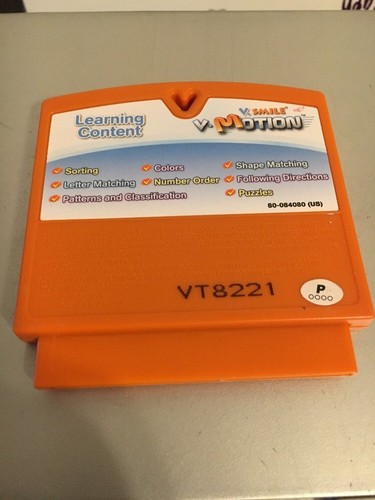 Learning
Content
V.SMILE
V-MOTION
Sorting
Colors
Shape Matching
Letter Matching
Number Order
Following Directions
Patterns and Classification
Puzzles
80-084080 (US)
VT8221
P
0000